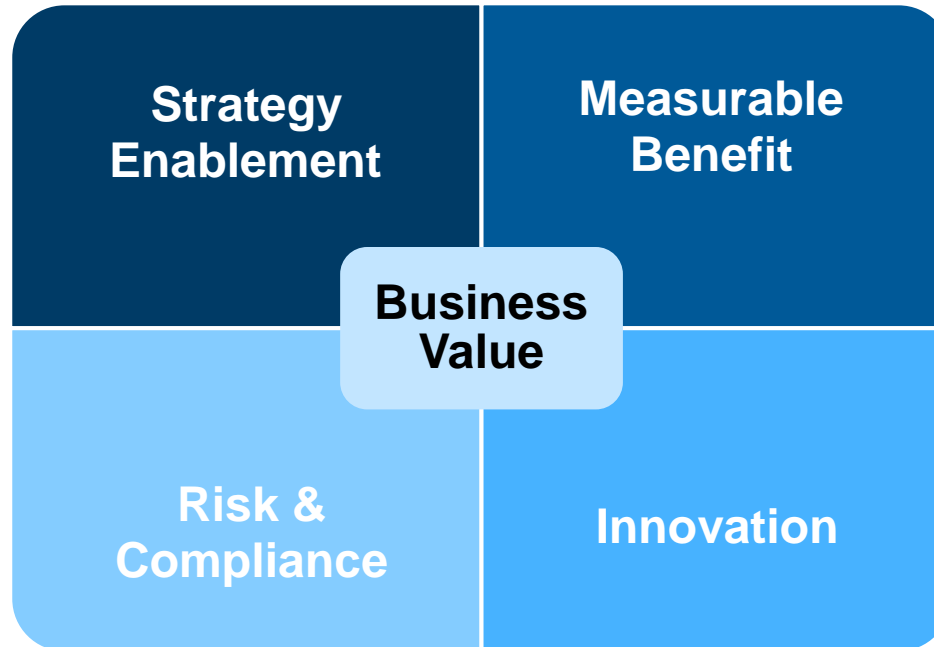 Strategy
Enablement
Measurable
Benefit
Business
Value
Risk &
Compliance
Innovation